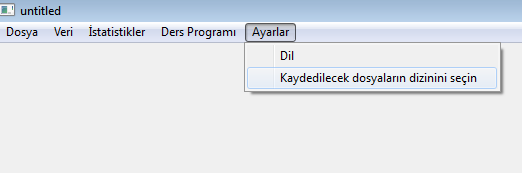 untitled
Dosya Veri İstatistikler Ders Programı Ayarlar
Dil
Kaydedilecek dosyaların dizinini seçin